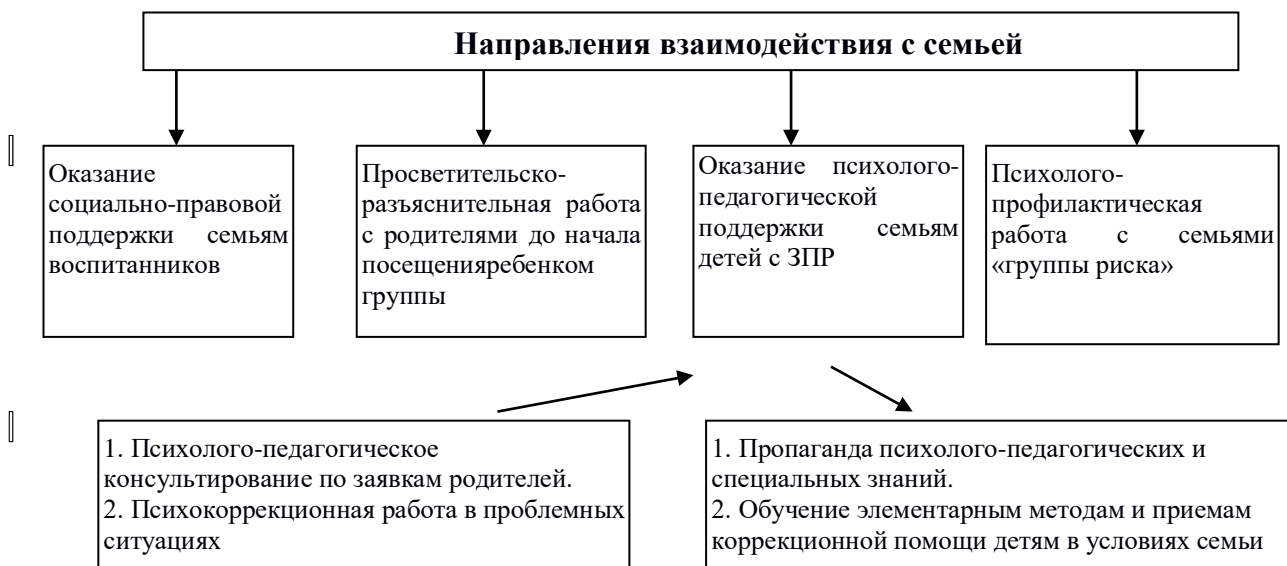 Направления взаимодействия с семьей
Оказание
социально-правовой
поддержки семьям
воспитанников
Просветительско-
разъяснительная работа
с родителями до начала
посещенияребенком
группы
Оказание психолого-
педагогической
поддержки семьям
детей с ЗПР
Психолого-
профилактическая
работа с семьями
«группы риска»
1. Психолого-педагогическое
консультирование по заявкам родителей.
2. Психокоррекционная работа в проблемных
ситуациях
1. Пропаганда психолого-педагогических и
специальных знаний.
2. Обучение элементарным методам и приемам
коррекционной помощи детям в условиях семьи